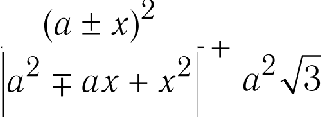 (a ± x)²
|a² ∓ ax + x²| + a²√3